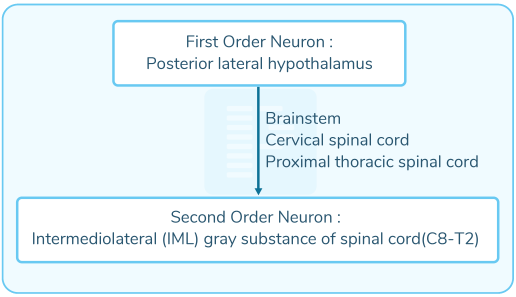 First Order Neuron :
Posterior lateral hypothalamus
Brainstem
Cervical spinal cord
Proximal thoracic spinal cord
Second Order Neuron :
Intermediolateral (IML) gray substance of spinal cord(C8-T2)